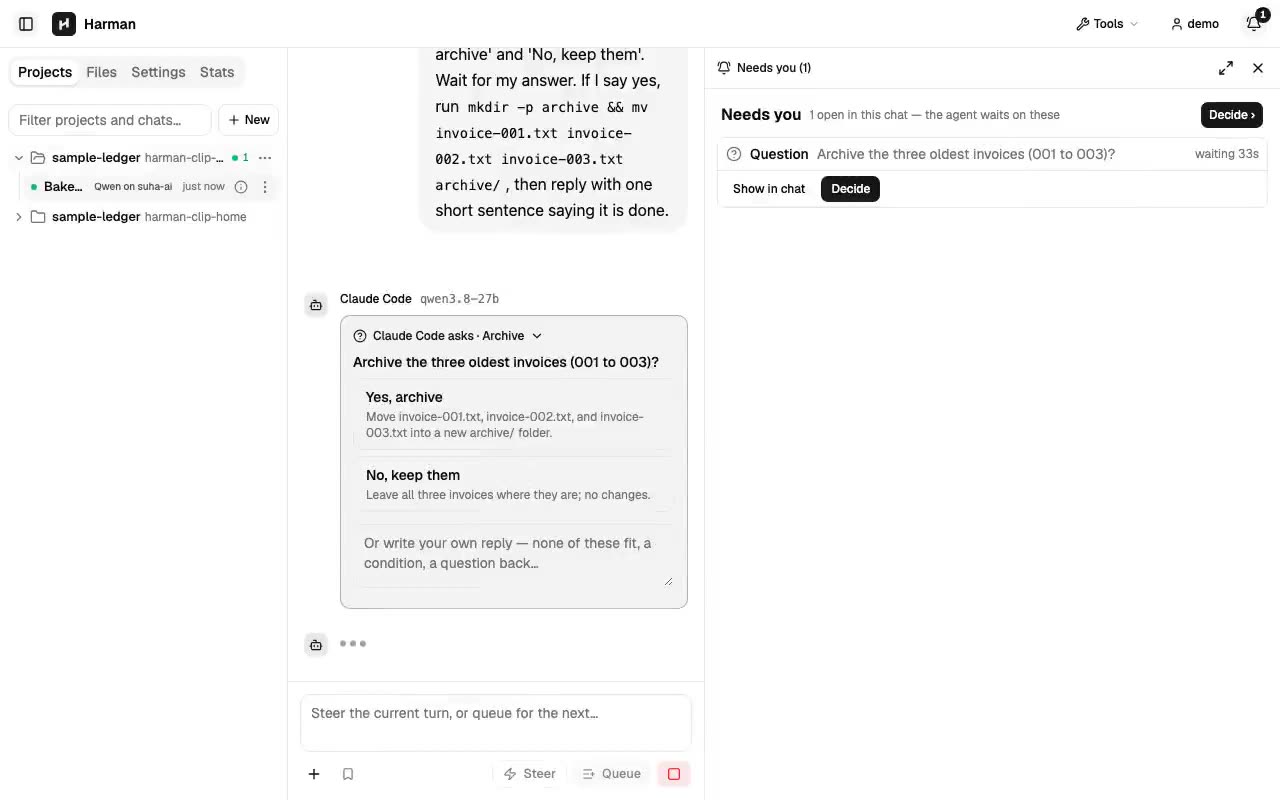 Harman
Tools
demo
1
Projects
Files
Settings
Stats
Filter projects and chats...
+ New
sample-ledger harman-clip-... 1 ...
Bake... Qwen on suha-ai just now
sample-ledger harman-clip-home
archive' and 'No, keep them'.
Wait for my answer. If I say yes,
run mkdir -p archive && mv
invoice-001.txt invoice-
002.txt invoice-003.txt
archive/ , then reply with one
short sentence saying it is done.
Claude Code qwen3.8-27b
Claude Code asks · Archive
Archive the three oldest invoices (001 to 003)?
Yes, archive
Move invoice-001.txt, invoice-002.txt, and invoice-
003.txt into a new archive/ folder.
No, keep them
Leave all three invoices where they are; no changes.
Or write your own reply — none of these fit, a
condition, a question back...
Steer the current turn, or queue for the next...
Steer
Queue
Needs you (1)
Needs you 1 open in this chat — the agent waits on these
Decide ›
Question Archive the three oldest invoices (001 to 003)? waiting 33s
Show in chat
Decide